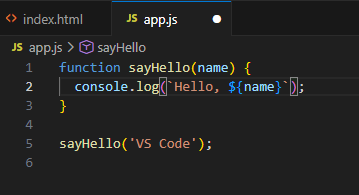 index.html app.js
JS app.js > sayHello
1 function sayHello(name) {
2   console.log(`Hello, ${name}`);
3 }
4
5 sayHello('VS Code');
6